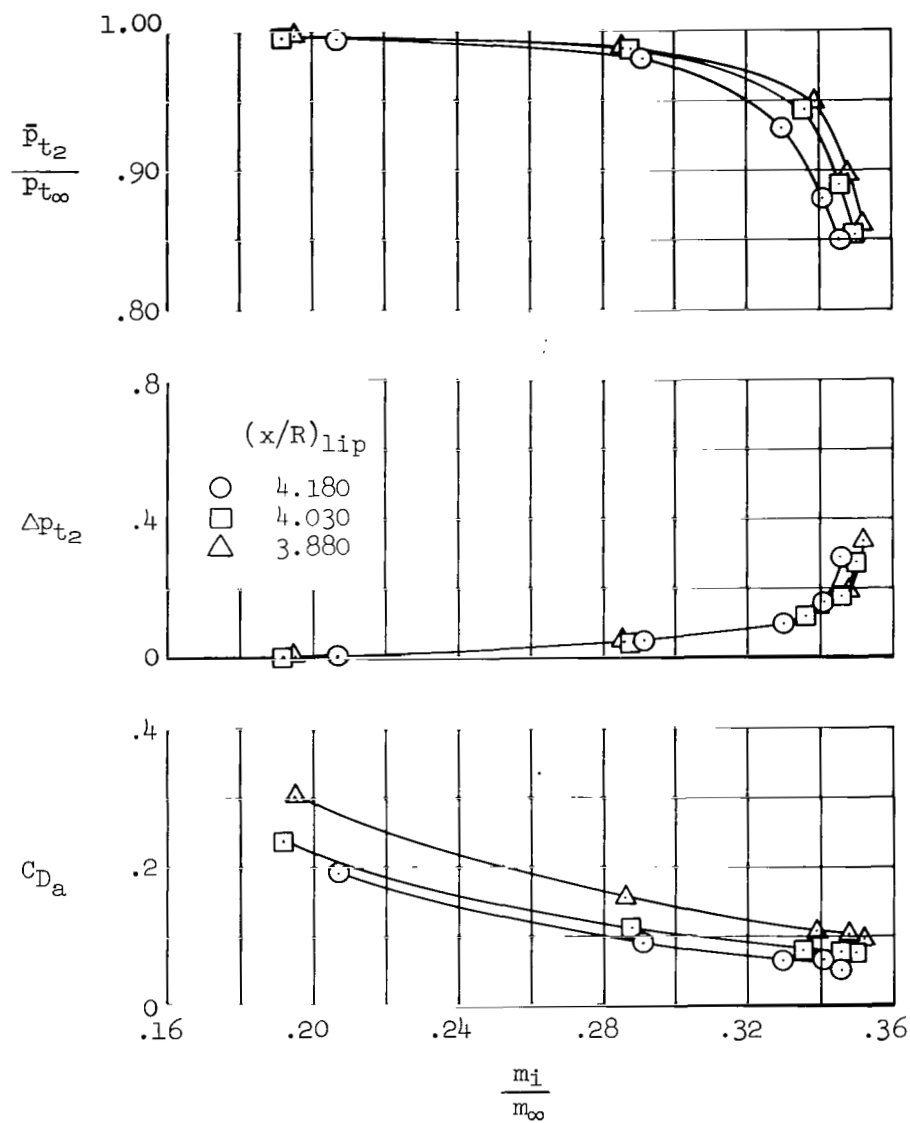 1.00
p̄t2
pt∞
.90
.80
.8
(x/R)lip
4.180
4.030
3.880
Δpt2
.4
0
.4
CDa
.2
0
.16
.20
.24
.28
.32
.36
mi
m∞